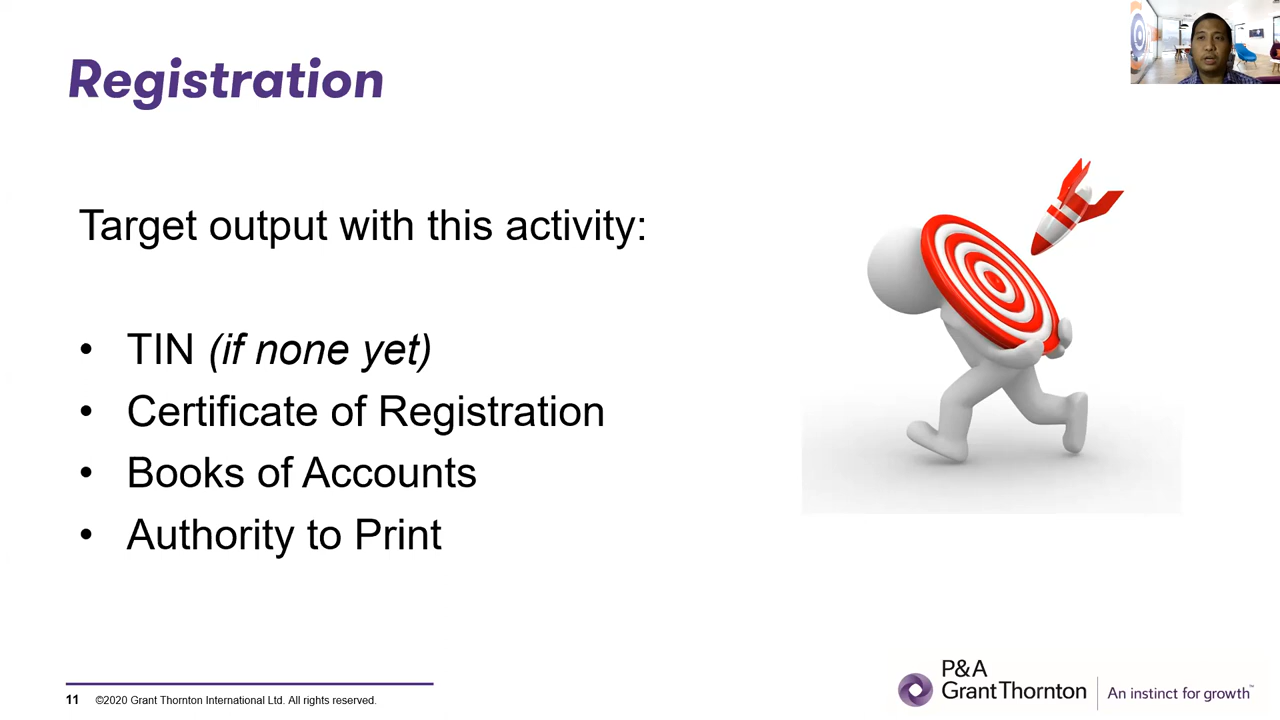 Registration
Target output with this activity:
• TIN (if none yet)
• Certificate of Registration
• Books of Accounts
• Authority to Print
11 ©2020 Grant Thornton International Ltd. All rights reserved.
P&A
Grant Thornton
An instinct for growth™